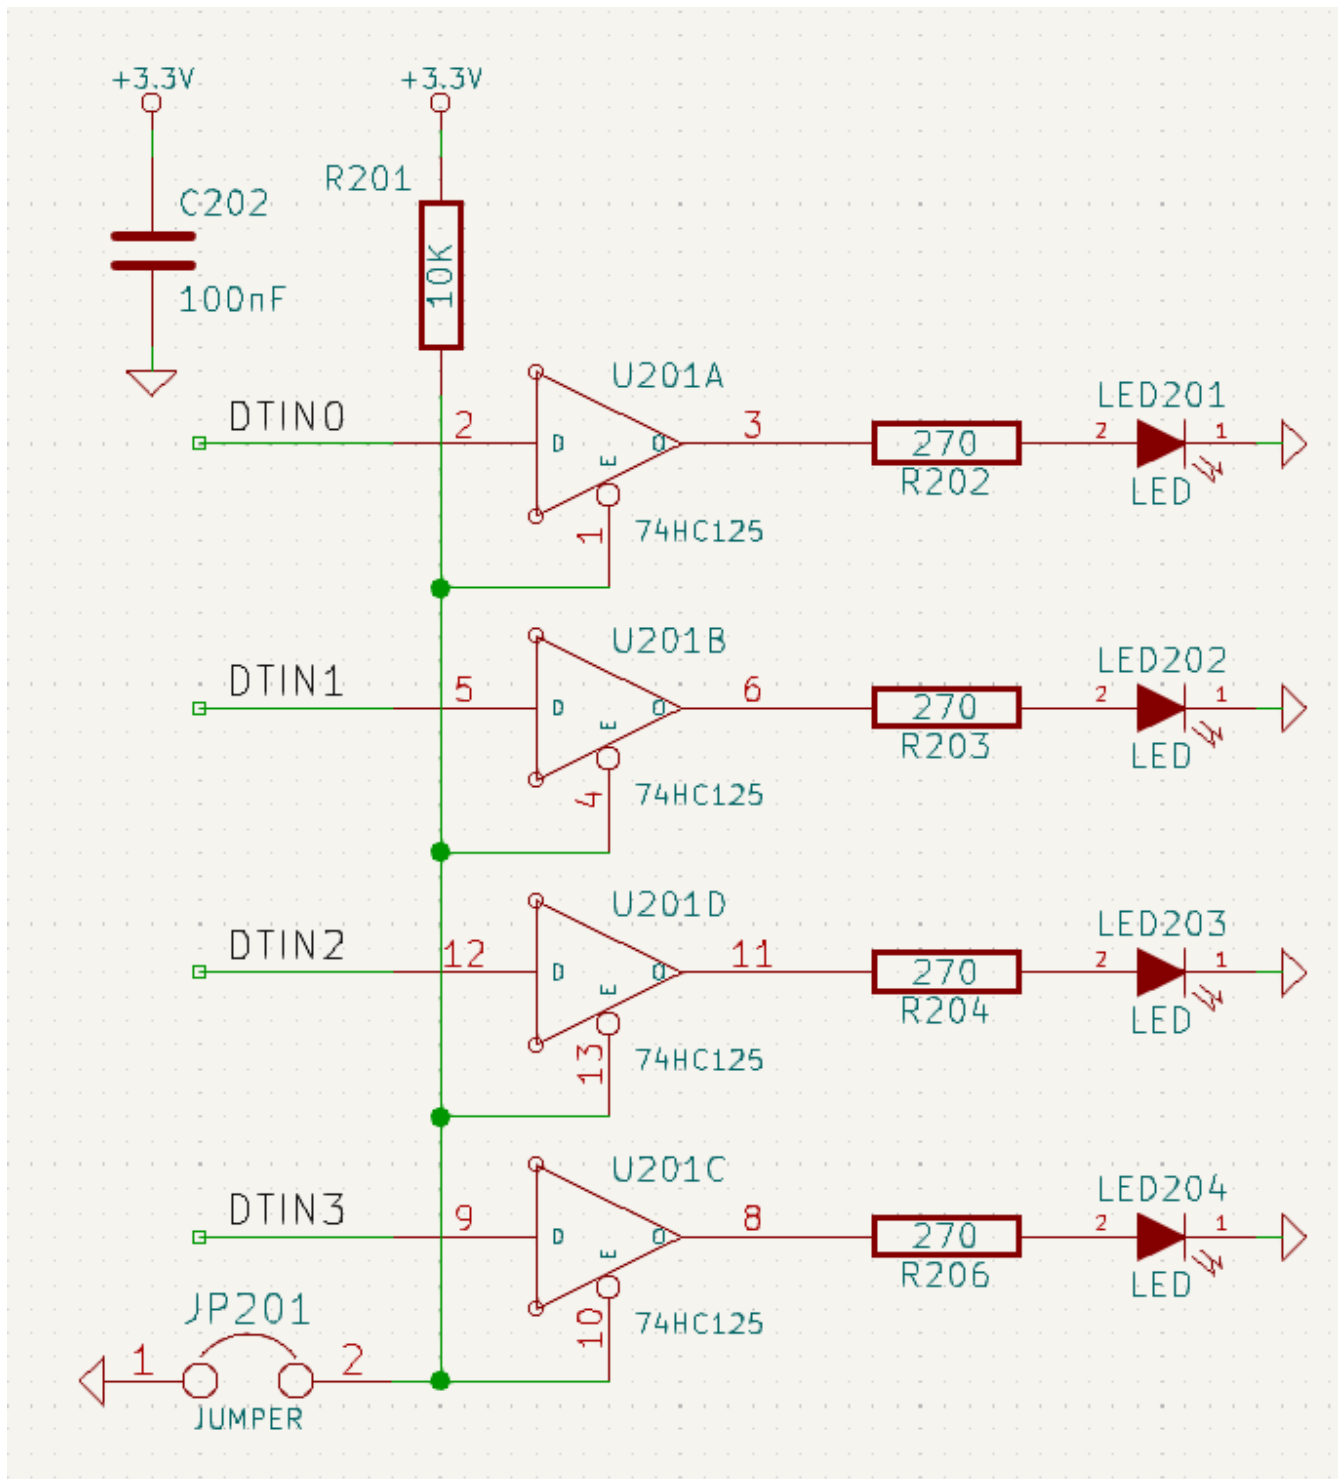 +3.3V
+3.3V
R201
C202
10K
100nF
U201A
LED201
DTIN0
2
D
E
O
3
270
2
1
R202
LED
1
74HC125
U201B
LED202
DTIN1
5
D
E
O
6
270
2
1
R203
LED
4
74HC125
U201D
LED203
DTIN2
12
D
E
O
11
270
2
1
R204
LED
13
74HC125
U201C
LED204
DTIN3
9
D
E
O
8
270
2
1
R206
LED
10
74HC125
JP201
1
2
JUMPER